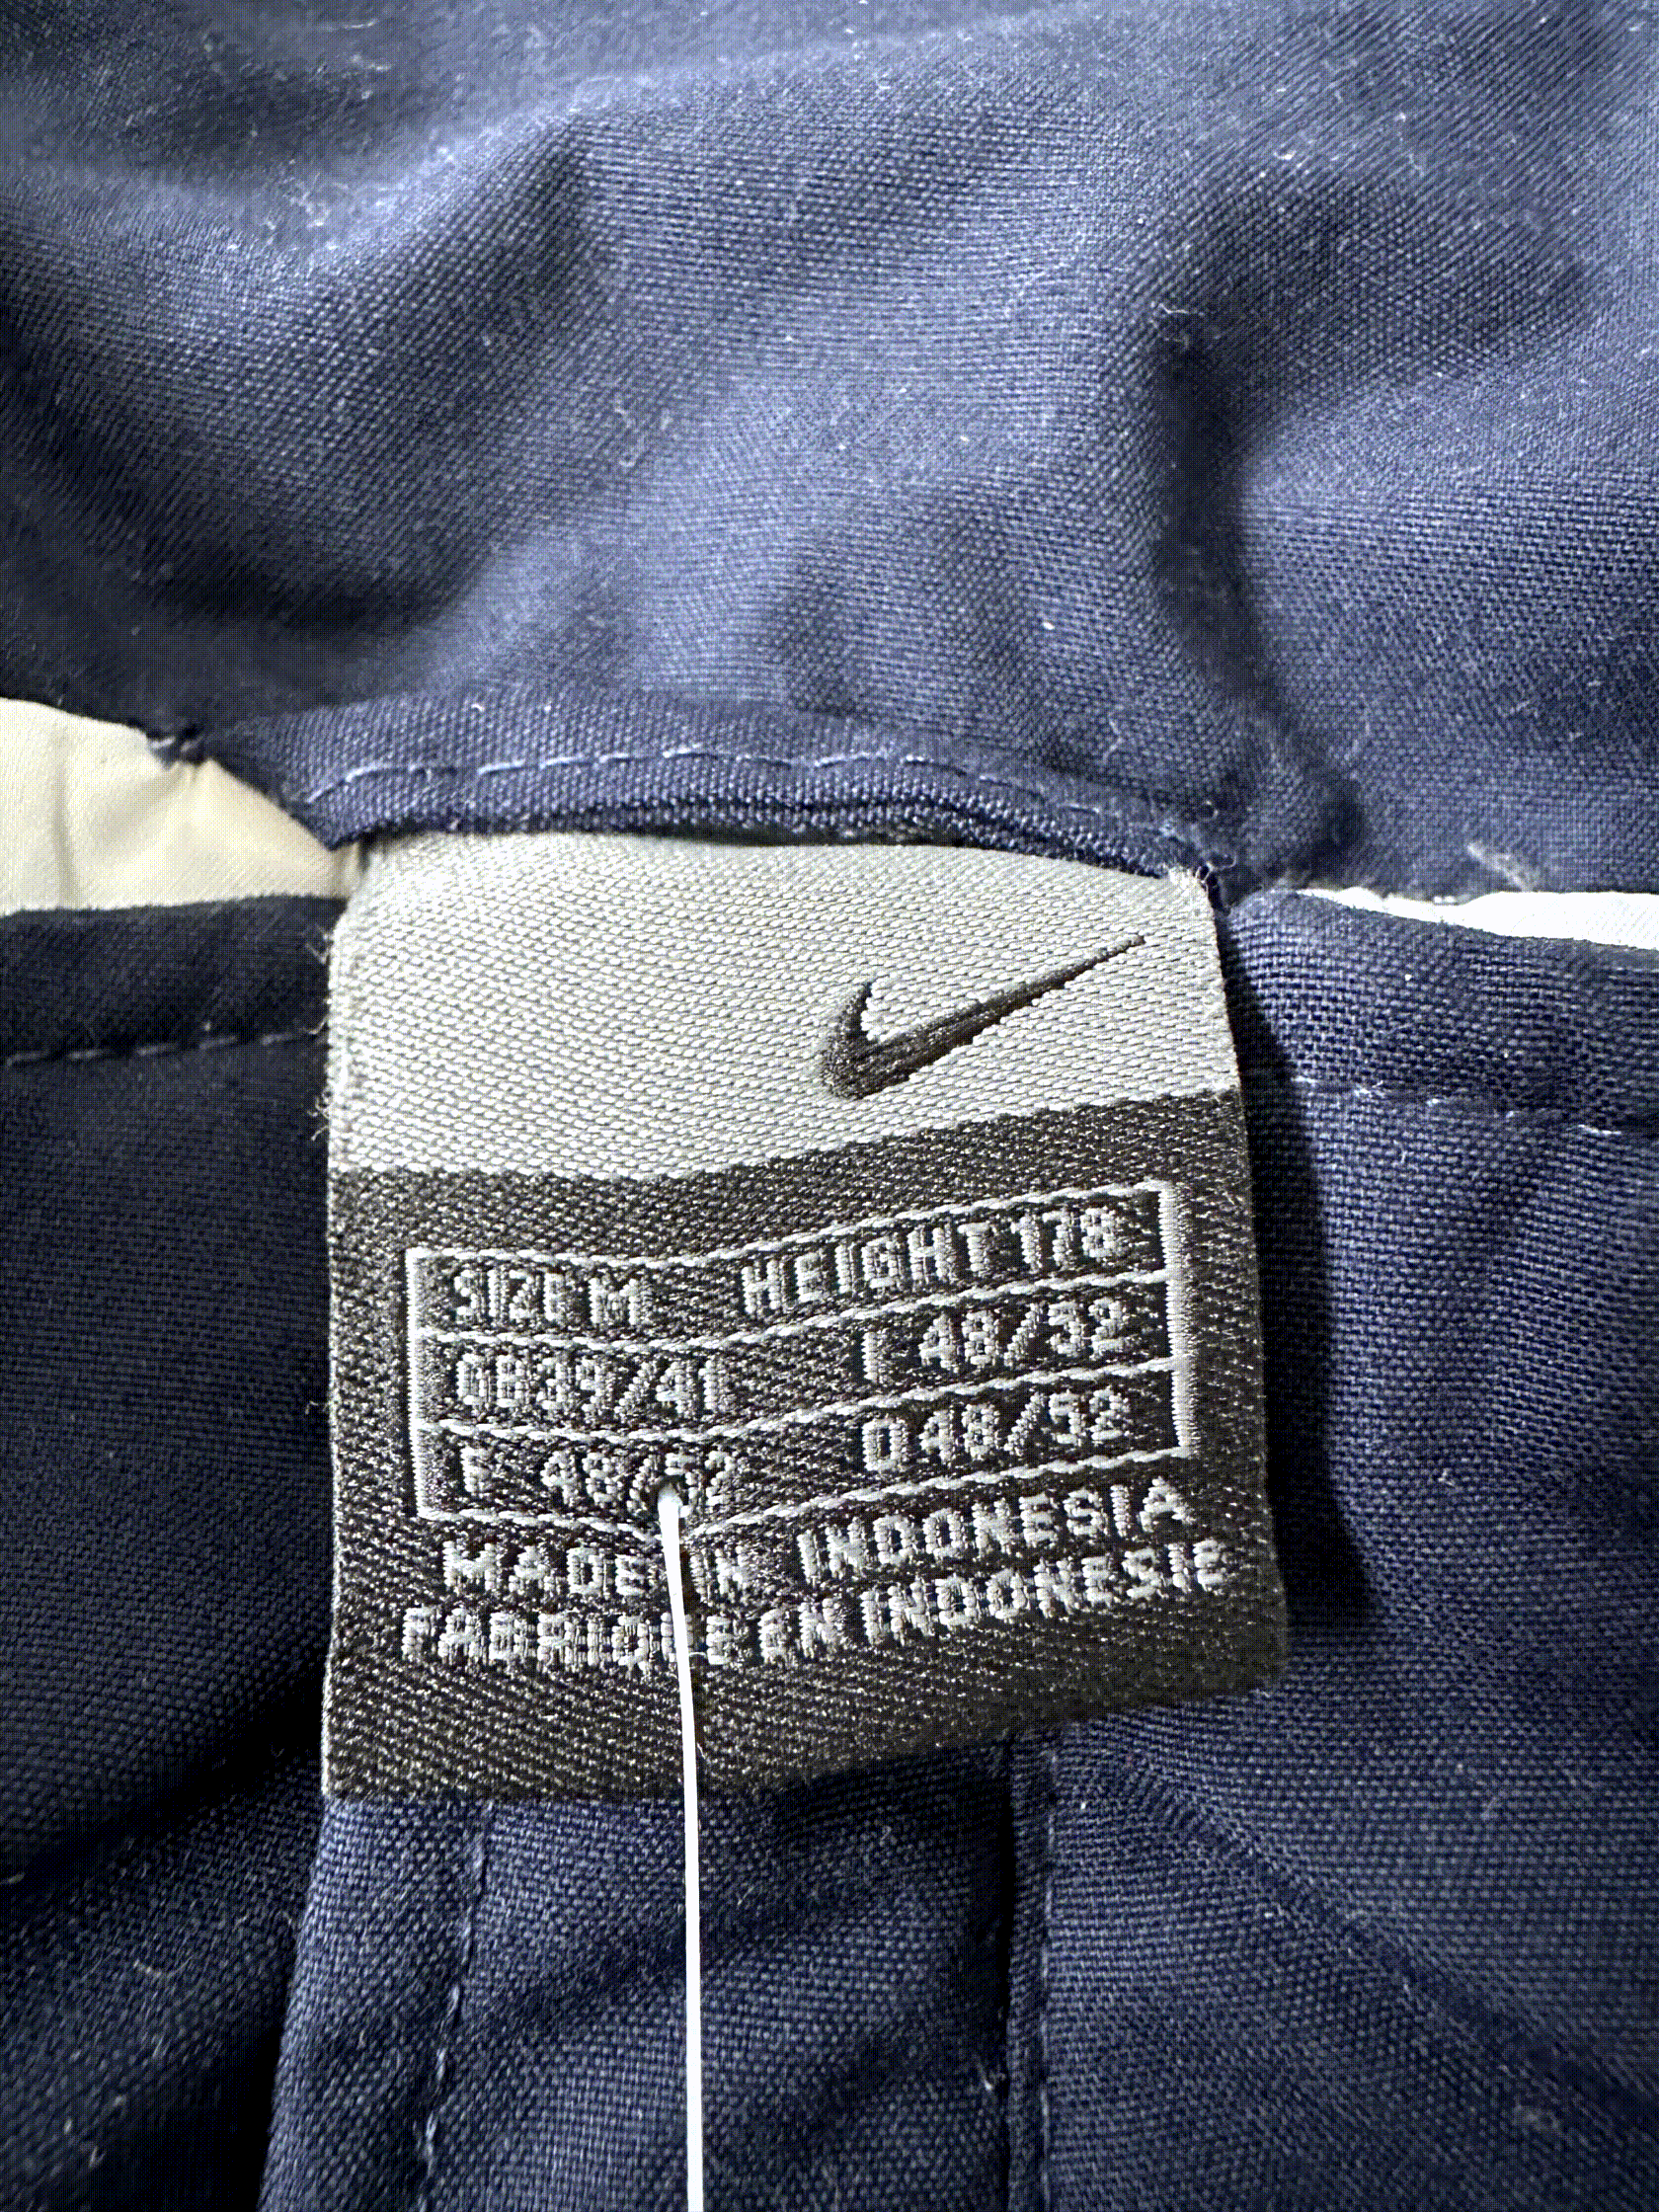 SIZE M HEIGHT 178
GB 39/41 I 48/52
F 48/52 D 48/52
MADE IN INDONESIA
FABRIQUE EN INDONESIE